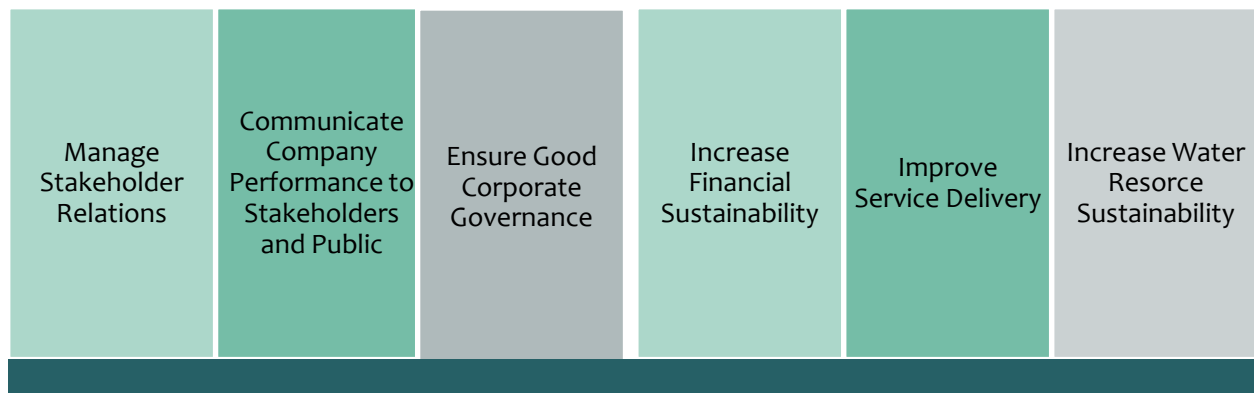 Manage
Stakeholder
Relations
Communicate
Company
Performance to
Stakeholders
and Public
Ensure Good
Corporate
Governance
Increase
Financial
Sustainability
Improve
Service Delivery
Increase Water
Resorce
Sustainability